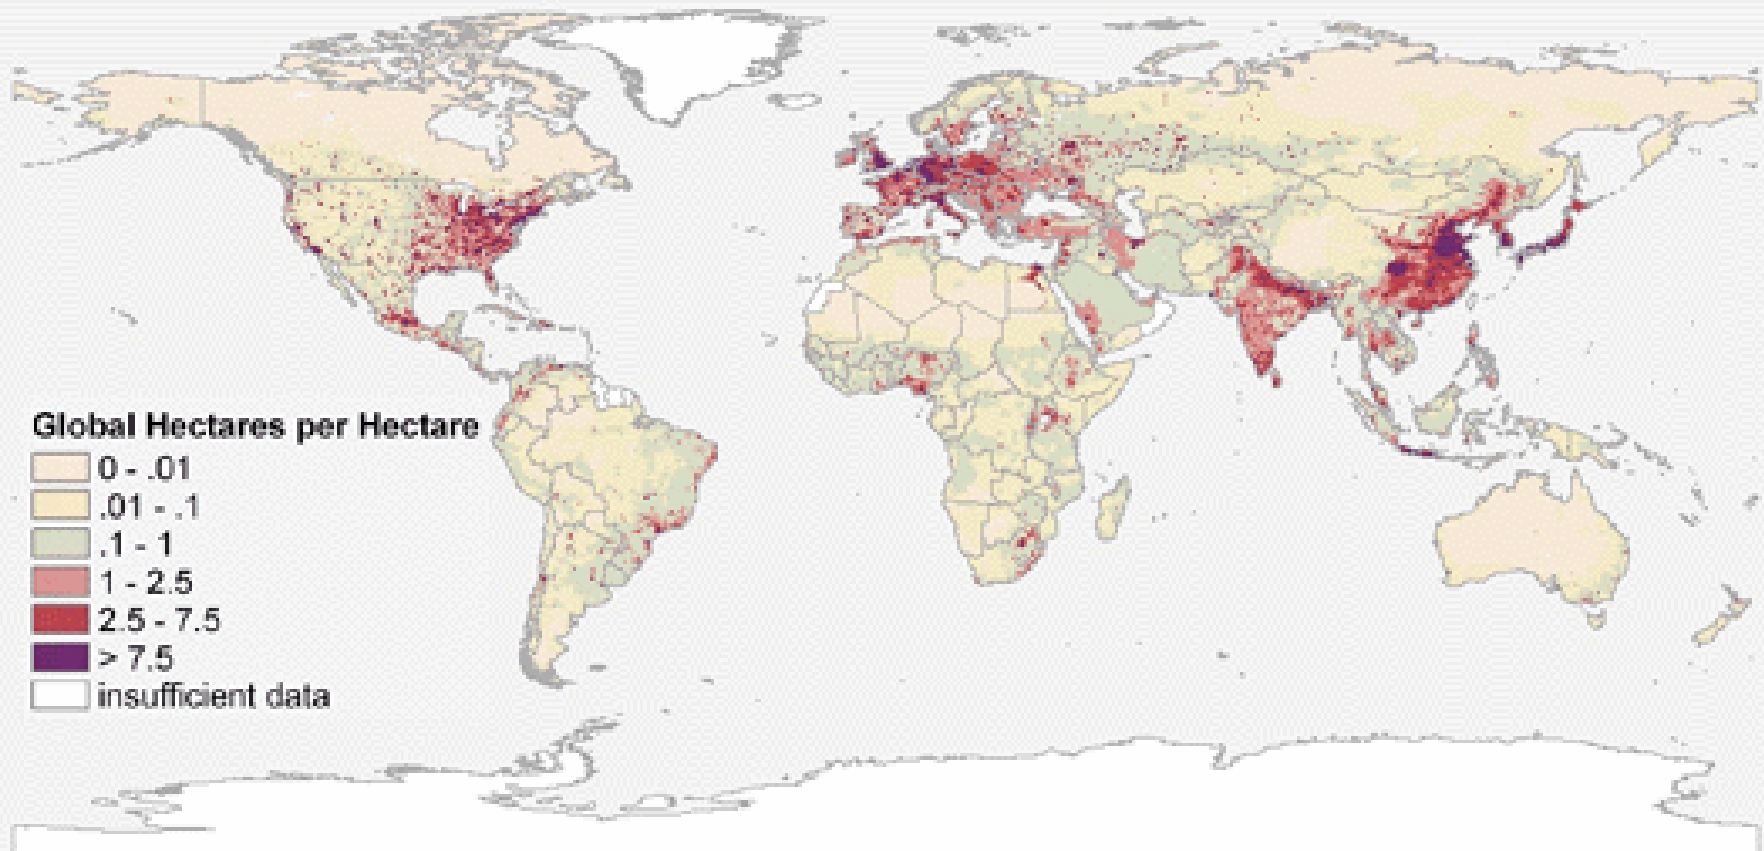 Global Hectares per Hectare
0 - .01
.01 - .1
.1 - 1
1 - 2.5
2.5 - 7.5
> 7.5
insufficient data